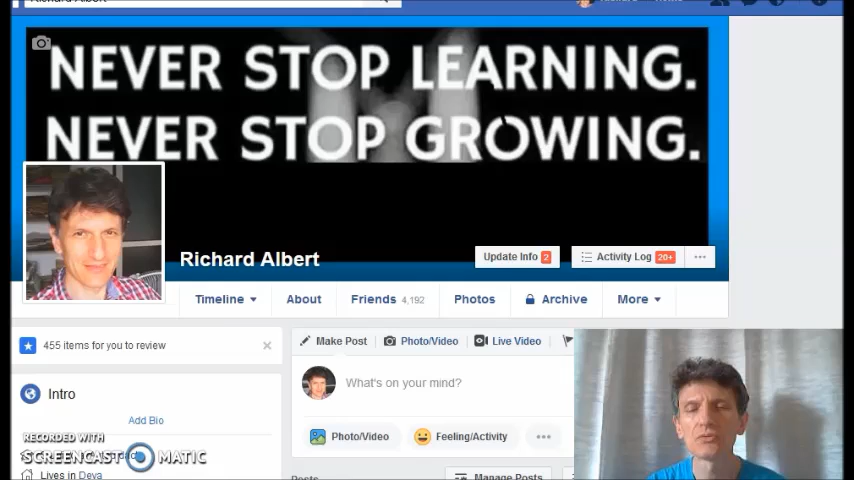 NEVER STOP LEARNING.
NEVER STOP GROWING.
Richard Albert
Update Info 2
Activity Log 20+
Timeline
About
Friends 4,192
Photos
Archive
More
455 items for you to review
Make Post
Photo/Video
Live Video
Intro
What's on your mind?
Add Bio
Photo/Video
Feeling/Activity
RECORDED WITH
SCREENCAST MATIC
Lives in Deva
Posts
Manage Posts